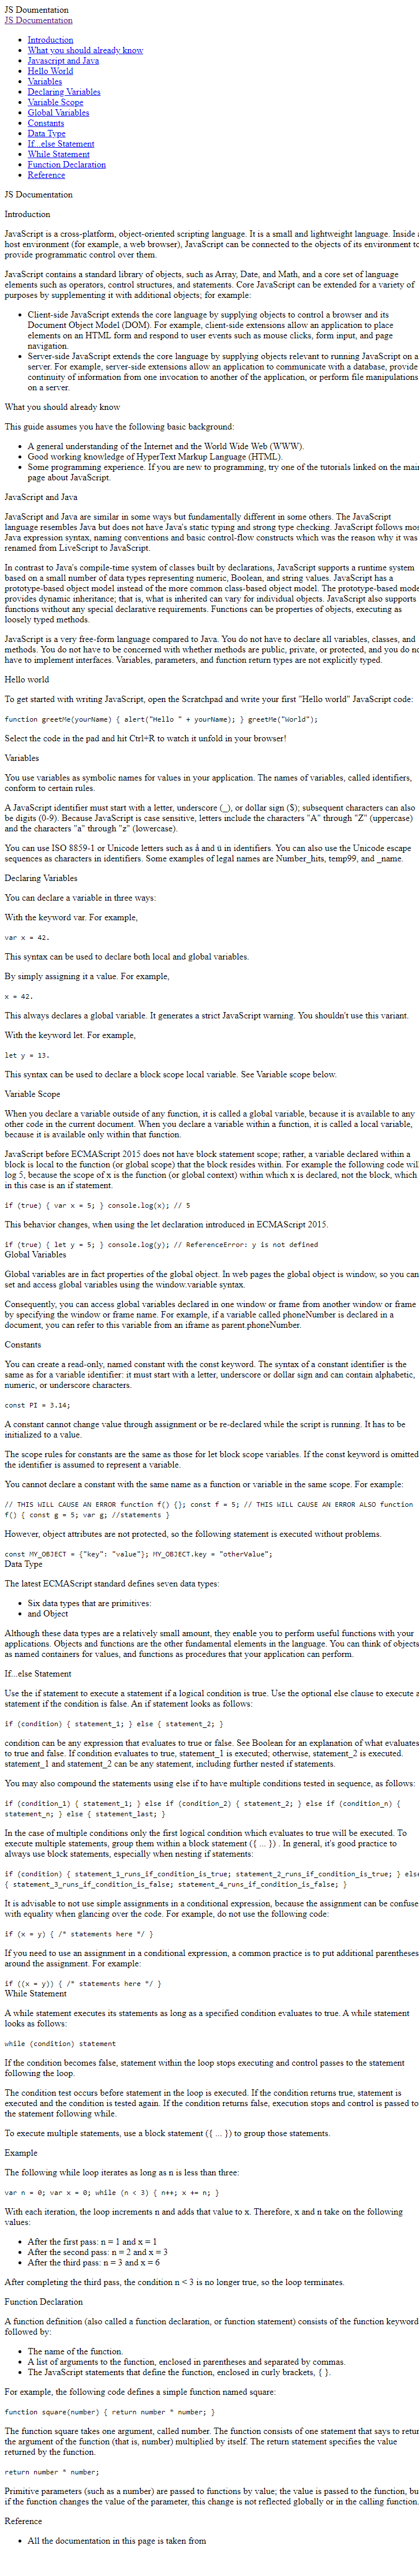 JS Doumentation
JS Documentation
Introduction
What you should already know
Javascript and Java
Hello World
Variables
Declaring Variables
Variable Scope
Global Variables
Constants
Data Type
If...else Statement
While Statement
Function Declaration
Reference
JS Documentation
Introduction
JavaScript is a cross-platform, object-oriented scripting language. It is a small and lightweight language. Inside a
host environment (for example, a web browser), JavaScript can be connected to the objects of its environment to
provide programmatic control over them.
JavaScript contains a standard library of objects, such as Array, Date, and Math, and a core set of language
elements such as operators, control structures, and statements. Core JavaScript can be extended for a variety of
purposes by supplementing it with additional objects; for example:
Client-side JavaScript extends the core language by supplying objects to control a browser and its
Document Object Model (DOM). For example, client-side extensions allow an application to place
elements on an HTML form and respond to user events such as mouse clicks, form input, and page
navigation.
Server-side JavaScript extends the core language by supplying objects relevant to running JavaScript on a
server. For example, server-side extensions allow an application to communicate with a database, provide
continuity of information from one invocation to another of the application, or perform file manipulations
on a server.
What you should already know
This guide assumes you have the following basic background:
A general understanding of the Internet and the World Wide Web (WWW).
Good working knowledge of HyperText Markup Language (HTML).
Some programming experience. If you are new to programming, try one of the tutorials linked on the main
page about JavaScript.
JavaScript and Java
JavaScript and Java are similar in some ways but fundamentally different in some others. The JavaScript
language resembles Java but does not have Java's static typing and strong type checking. JavaScript follows mos
Java expression syntax, naming conventions and basic control-flow constructs which was the reason why it was
renamed from LiveScript to JavaScript.
In contrast to Java's compile-time system of classes built by declarations, JavaScript supports a runtime system
based on a small number of data types representing numeric, Boolean, and string values. JavaScript has a
prototype-based object model instead of the more common class-based object model. The prototype-based mode
provides dynamic inheritance; that is, what is inherited can vary for individual objects. JavaScript also supports
functions without any special declarative requirements. Functions can be properties of objects, executing as
loosely typed methods.
JavaScript is a very free-form language compared to Java. You do not have to declare all variables, classes, and
methods. You do not have to be concerned with whether methods are public, private, or protected, and you do no
have to implement interfaces. Variables, parameters, and function return types are not explicitly typed.
Hello world
To get started with writing JavaScript, open the Scratchpad and write your first "Hello world" JavaScript code:
function greetMe(yourName) { alert("Hello " + yourName); } greetMe("World");
Select the code in the pad and hit Ctrl+R to watch it unfold in your browser!
Variables
You use variables as symbolic names for values in your application. The names of variables, called identifiers,
conform to certain rules.
A JavaScript identifier must start with a letter, underscore (_), or dollar sign ($); subsequent characters can also
be digits (0-9). Because JavaScript is case sensitive, letters include the characters "A" through "Z" (uppercase)
and the characters "a" through "z" (lowercase).
You can use ISO 8859-1 or Unicode letters such as å and ü in identifiers. You can also use the Unicode escape
sequences as characters in identifiers. Some examples of legal names are Number_hits, temp99, and _name.
Declaring Variables
You can declare a variable in three ways:
With the keyword var. For example,
var x = 42.
This syntax can be used to declare both local and global variables.
By simply assigning it a value. For example,
x = 42.
This always declares a global variable. It generates a strict JavaScript warning. You shouldn't use this variant.
With the keyword let. For example,
let y = 13.
This syntax can be used to declare a block scope local variable. See Variable scope below.
Variable Scope
When you declare a variable outside of any function, it is called a global variable, because it is available to any
other code in the current document. When you declare a variable within a function, it is called a local variable,
because it is available only within that function.
JavaScript before ECMAScript 2015 does not have block statement scope; rather, a variable declared within a
block is local to the function (or global scope) that the block resides within. For example the following code wil
log 5, because the scope of x is the function (or global context) within which x is declared, not the block, which
in this case is an if statement.
if (true) { var x = 5; } console.log(x); // 5
This behavior changes, when using the let declaration introduced in ECMAScript 2015.
if (true) { let y = 5; } console.log(y); // ReferenceError: y is not defined
Global Variables
Global variables are in fact properties of the global object. In web pages the global object is window, so you can
set and access global variables using the window.variable syntax.
Consequently, you can access global variables declared in one window or frame from another window or frame
by specifying the window or frame name. For example, if a variable called phoneNumber is declared in a
document, you can refer to this variable from an iframe as parent.phoneNumber.
Constants
You can create a read-only, named constant with the const keyword. The syntax of a constant identifier is the
same as for a variable identifier: it must start with a letter, underscore or dollar sign and can contain alphabetic,
numeric, or underscore characters.
const PI = 3.14;
A constant cannot change value through assignment or be re-declared while the script is running. It has to be
initialized to a value.
The scope rules for constants are the same as those for let block scope variables. If the const keyword is omitted
the identifier is assumed to represent a variable.
You cannot declare a constant with the same name as a function or variable in the same scope. For example:
// THIS WILL CAUSE AN ERROR function f() {}; const f = 5; // THIS WILL CAUSE AN ERROR ALSO function
f() { const g = 5; var g; //statements }
However, object attributes are not protected, so the following statement is executed without problems.
const MY_OBJECT = {"key": "value"}; MY_OBJECT.key = "otherValue";
Data Type
The latest ECMAScript standard defines seven data types:
Six data types that are primitives:
and Object
Although these data types are a relatively small amount, they enable you to perform useful functions with your
applications. Objects and functions are the other fundamental elements in the language. You can think of objects
as named containers for values, and functions as procedures that your application can perform.
If...else Statement
Use the if statement to execute a statement if a logical condition is true. Use the optional else clause to execute a
statement if the condition is false. An if statement looks as follows:
if (condition) { statement_1; } else { statement_2; }
condition can be any expression that evaluates to true or false. See Boolean for an explanation of what evaluates
to true and false. If condition evaluates to true, statement_1 is executed; otherwise, statement_2 is executed.
statement_1 and statement_2 can be any statement, including further nested if statements.
You may also compound the statements using else if to have multiple conditions tested in sequence, as follows:
if (condition_1) { statement_1; } else if (condition_2) { statement_2; } else if (condition_n) {
statement_n; } else { statement_last; }
In the case of multiple conditions only the first logical condition which evaluates to true will be executed. To
execute multiple statements, group them within a block statement ({ ... }) . In general, it's good practice to
always use block statements, especially when nesting if statements:
if (condition) { statement_1_runs_if_condition_is_true; statement_2_runs_if_condition_is_true; } els
{ statement_3_runs_if_condition_is_false; statement_4_runs_if_condition_is_false; }
It is advisable to not use simple assignments in a conditional expression, because the assignment can be confuse
with equality when glancing over the code. For example, do not use the following code:
if (x = y) { /* statements here */ }
If you need to use an assignment in a conditional expression, a common practice is to put additional parentheses
around the assignment. For example:
if ((x = y)) { /* statements here */ }
While Statement
A while statement executes its statements as long as a specified condition evaluates to true. A while statement
looks as follows:
while (condition) statement
If the condition becomes false, statement within the loop stops executing and control passes to the statement
following the loop.
The condition test occurs before statement in the loop is executed. If the condition returns true, statement is
executed and the condition is tested again. If the condition returns false, execution stops and control is passed to
the statement following while.
To execute multiple statements, use a block statement ({ ... }) to group those statements.
Example
The following while loop iterates as long as n is less than three:
var n = 0; var x = 0; while (n < 3) { n++; x += n; }
With each iteration, the loop increments n and adds that value to x. Therefore, x and n take on the following
values:
After the first pass: n = 1 and x = 1
After the second pass: n = 2 and x = 3
After the third pass: n = 3 and x = 6
After completing the third pass, the condition n < 3 is no longer true, so the loop terminates.
Function Declaration
A function definition (also called a function declaration, or function statement) consists of the function keyword
followed by:
The name of the function.
A list of arguments to the function, enclosed in parentheses and separated by commas.
The JavaScript statements that define the function, enclosed in curly brackets, { }.
For example, the following code defines a simple function named square:
function square(number) { return number * number; }
The function square takes one argument, called number. The function consists of one statement that says to retur
the argument of the function (that is, number) multiplied by itself. The return statement specifies the value
returned by the function.
return number * number;
Primitive parameters (such as a number) are passed to functions by value; the value is passed to the function, bu
if the function changes the value of the parameter, this change is not reflected globally or in the calling function.
Reference
All the documentation in this page is taken from